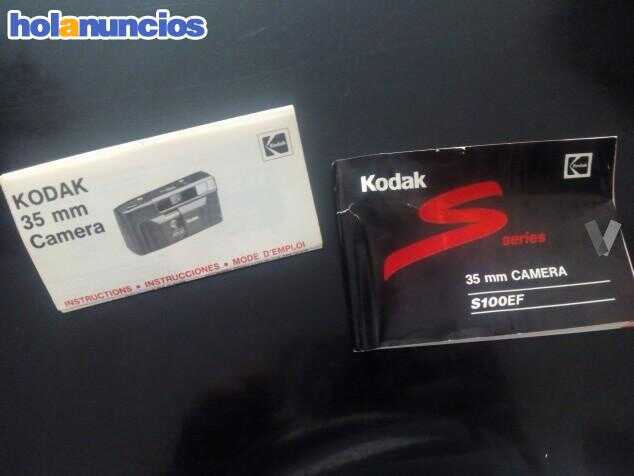 holanuncios
Kodak
KODAK
35 mm
Camera
INSTRUCTIONS • INSTRUCCIONES • MODE D'EMPLOI
Kodak
Kodak
S
series
35 mm CAMERA
S100EF